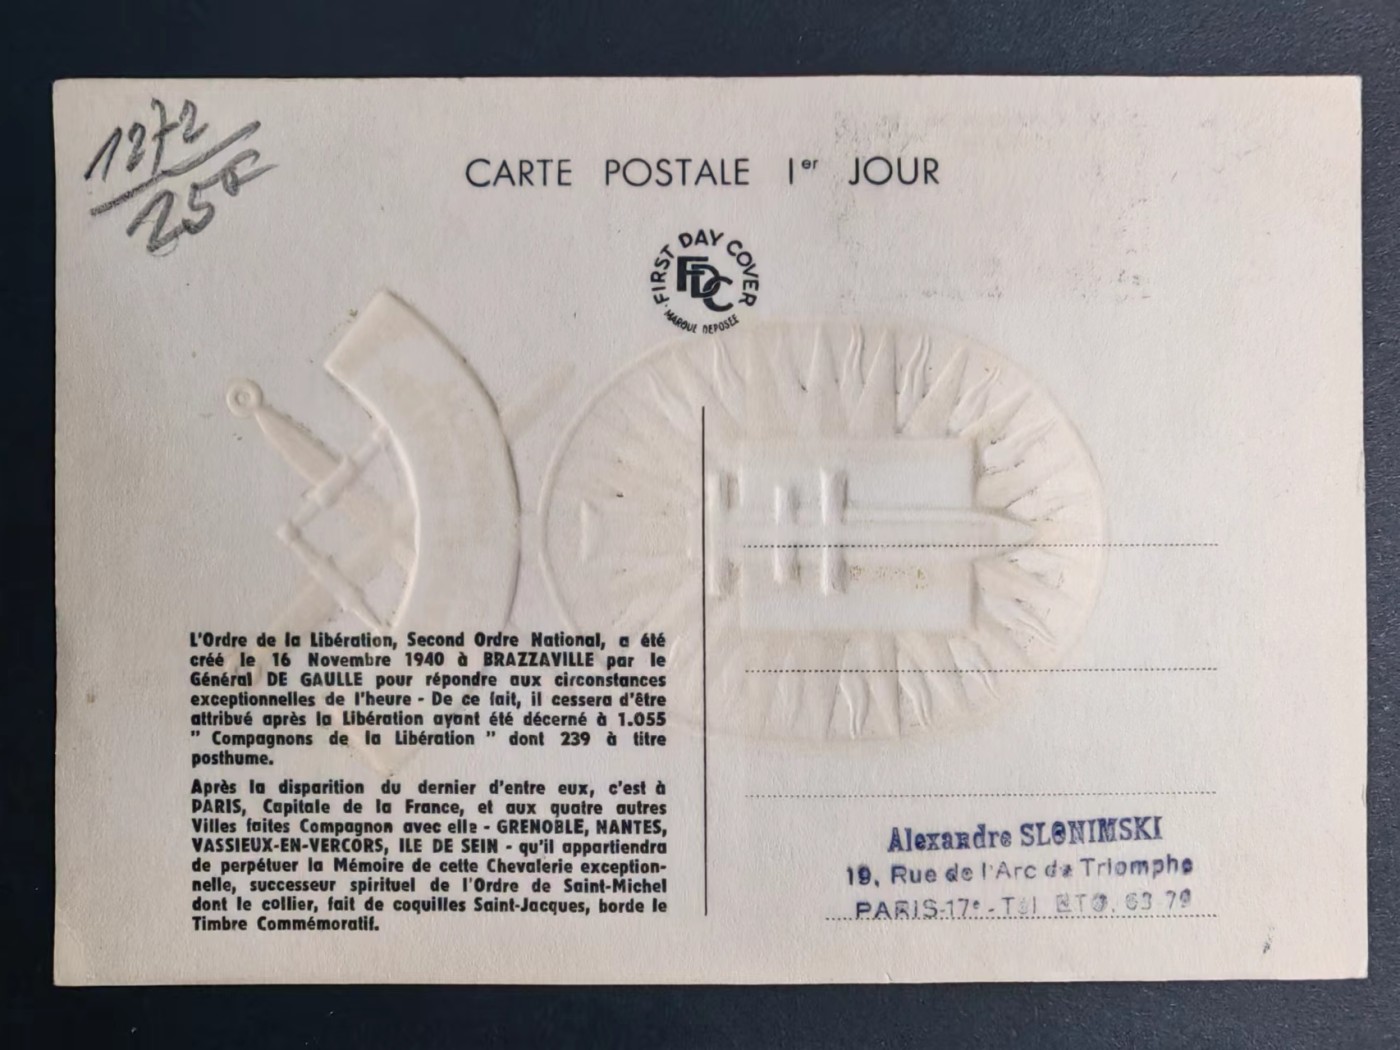 1272
25F
CARTE POSTALE 1er JOUR
FIRST DAY COVER
FDC
MARQUE DEPOSÉE
L'Ordre de la Libération, Second Ordre National, a été
créé le 16 Novembre 1940 à BRAZZAVILLE par le
Général DE GAULLE pour répondre aux circonstances
exceptionnelles de l'heure - De ce fait, il cessera d'être
attribué après la Libération ayant été décerné à 1.055
" Compagnons de la Libération " dont 239 à titre
posthume.
Après la disparition du dernier d'entre eux, c'est à
PARIS, Capitale de la France, et aux quatre autres
Villes faites Compagnon avec elle - GRENOBLE, NANTES,
VASSIEUX-EN-VERCORS, ILE DE SEIN - qu'il appartiendra
de perpétuer la Mémoire de cette Chevalerie exception-
nelle, successeur spirituel de l'Ordre de Saint-Michel
dont le collier, fait de coquilles Saint-Jacques, borde le
Timbre Commémoratif.
Alexandre SLONIMSKI
19, Rue de l'Arc de Triomphe
PARIS-17e - Tél. ETO. 63 79